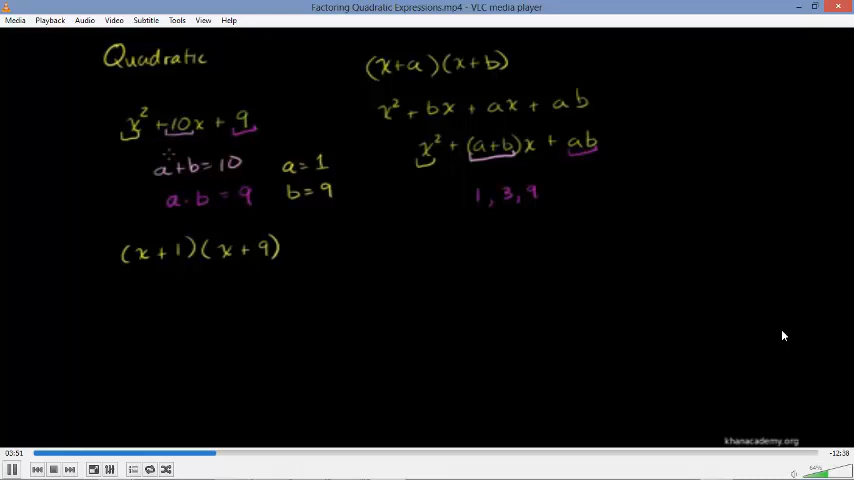 Factoring Quadratic Expressions.mp4 - VLC media player
Media Playback Audio Video Subtitle Tools View Help
Quadratic
x² + 10x + 9
a + b = 10 a = 1
a · b = 9 b = 9
(x + 1)(x + 9)
(x + a)(x + b)
x² + bx + ax + ab
x² + (a+b)x + ab
1, 3, 9
khanacademy.org
03:51 -12:38
64%